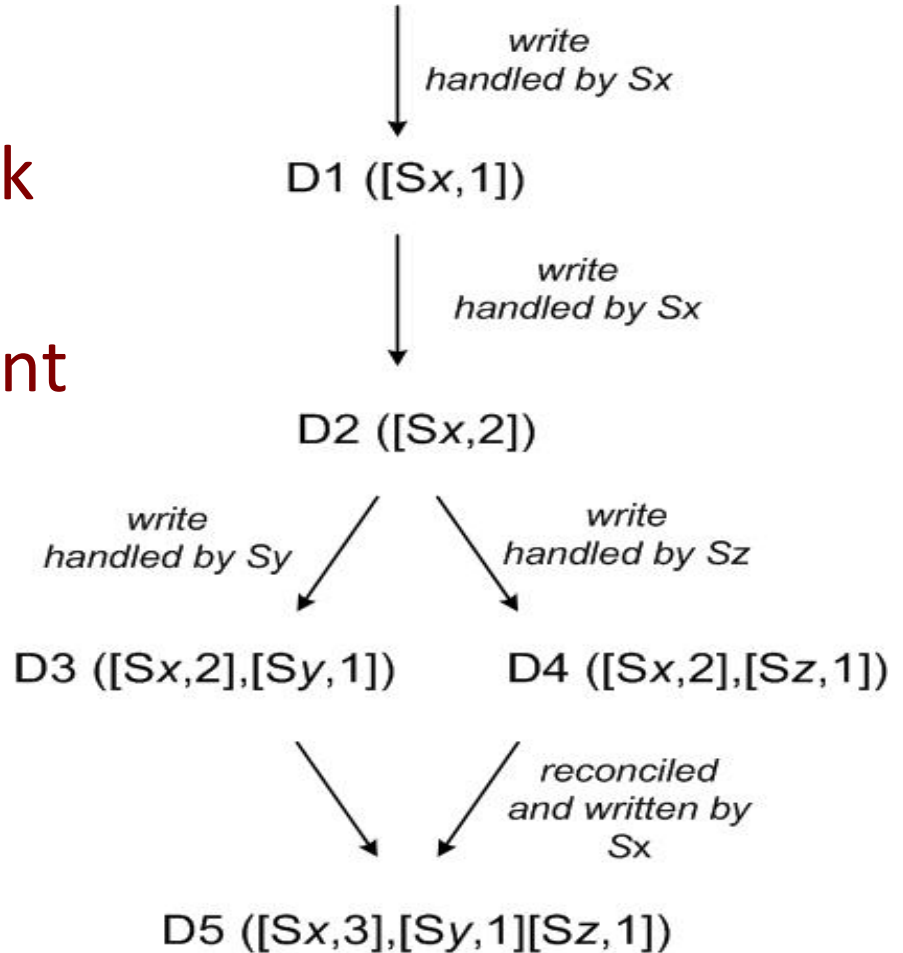 write
handled by Sx
k
D1 ([Sx,1])
write
handled by Sx
nt
D2 ([Sx,2])
write
handled by Sy
write
handled by Sz
D3 ([Sx,2],[Sy,1])
D4 ([Sx,2],[Sz,1])
reconciled
and written by
Sx
D5 ([Sx,3],[Sy,1][Sz,1])